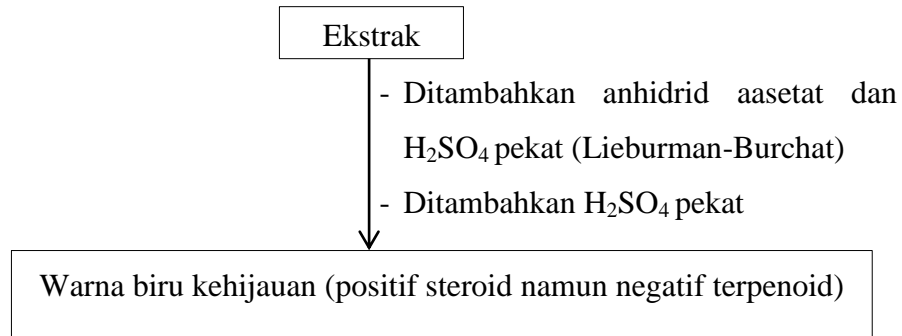 Ekstrak
- Ditambahkan anhidrid aasetat dan
H₂SO₄ pekat (Lieburman-Burchat)
- Ditambahkan H₂SO₄ pekat
Warna biru kehijauan (positif steroid namun negatif terpenoid)